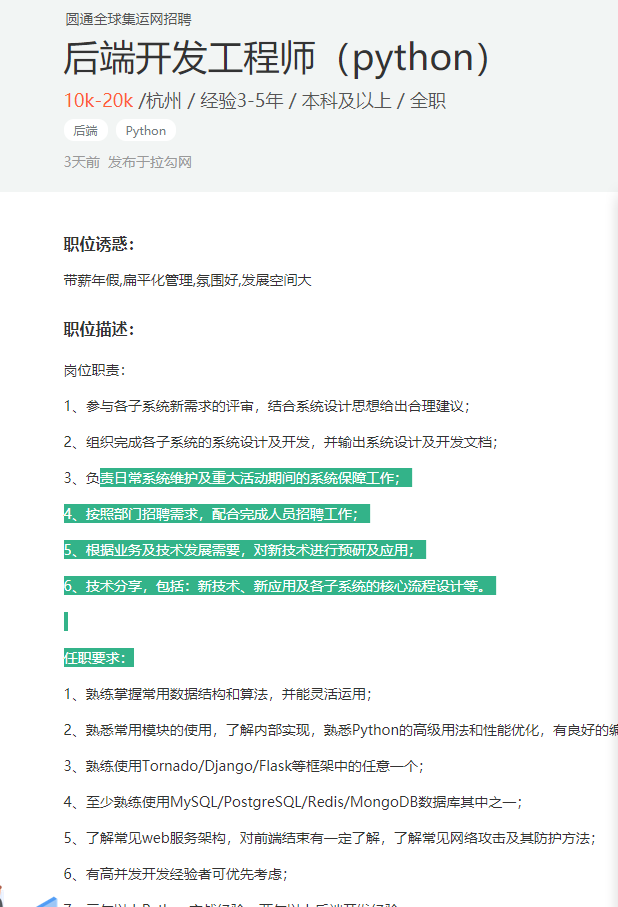 圆通全球集运网招聘
后端开发工程师（python）
10k-20k /杭州 / 经验3-5年 / 本科及以上 / 全职
后端 Python
3天前 发布于拉勾网
职位诱惑：
带薪年假,扁平化管理,氛围好,发展空间大
职位描述：
岗位职责：
1、参与各子系统新需求的评审，结合系统设计思想给出合理建议；
2、组织完成各子系统的系统设计及开发，并输出系统设计及开发文档；
3、负责日常系统维护及重大活动期间的系统保障工作；
4、按照部门招聘需求，配合完成人员招聘工作；
5、根据业务及技术发展需要，对新技术进行预研及应用；
6、技术分享，包括：新技术、新应用及各子系统的核心流程设计等。
任职要求：
1、熟练掌握常用数据结构和算法，并能灵活运用；
2、熟悉常用模块的使用，了解内部实现，熟悉Python的高级用法和性能优化，有良好的
3、熟练使用Tornado/Django/Flask等框架中的任意一个；
4、至少熟练使用MySQL/PostgreSQL/Redis/MongoDB数据库其中之一；
5、了解常见web服务架构，对前端结束有一定了解，了解常见网络攻击及其防护方法；
6、有高并发开发经验者可优先考虑；